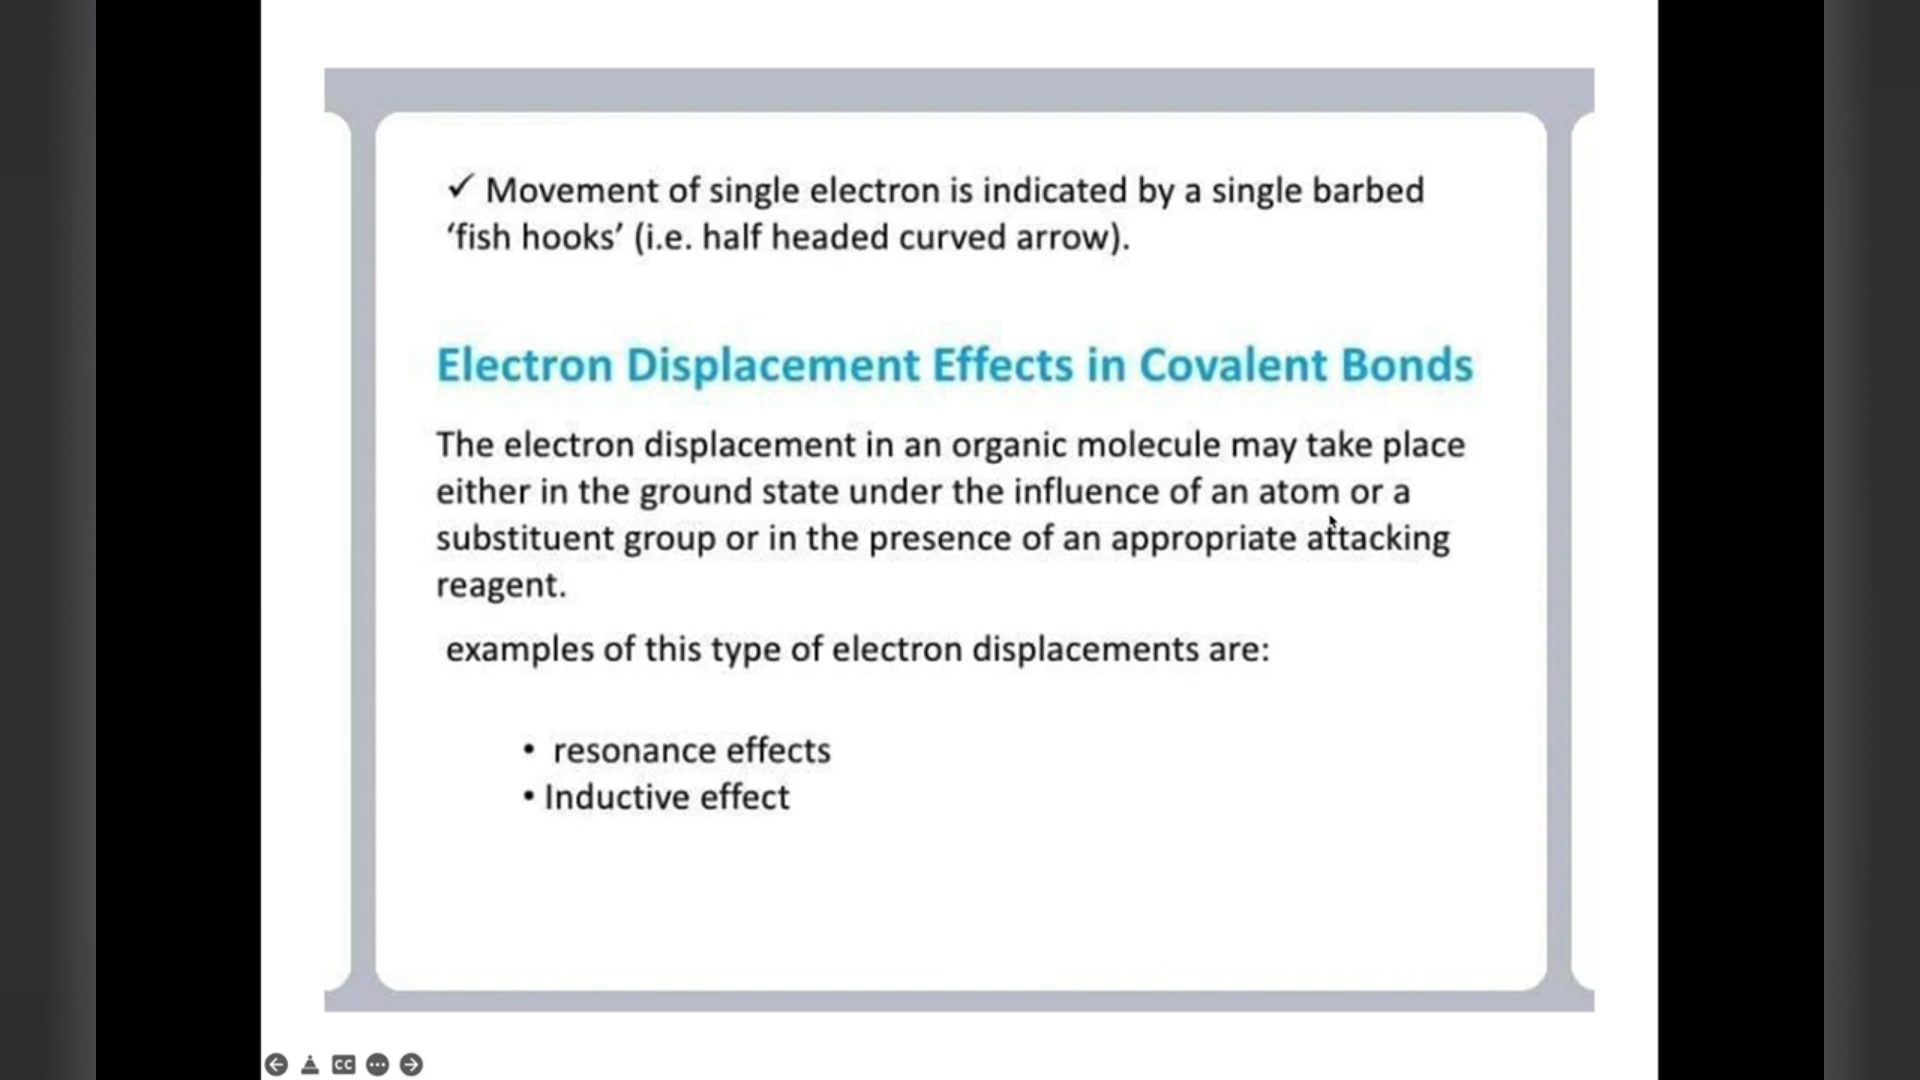 ✓ Movement of single electron is indicated by a single barbed
‘fish hooks’ (i.e. half headed curved arrow).
Electron Displacement Effects in Covalent Bonds
The electron displacement in an organic molecule may take place
either in the ground state under the influence of an atom or a
substituent group or in the presence of an appropriate attacking
reagent.
examples of this type of electron displacements are:
• resonance effects
• Inductive effect
CC